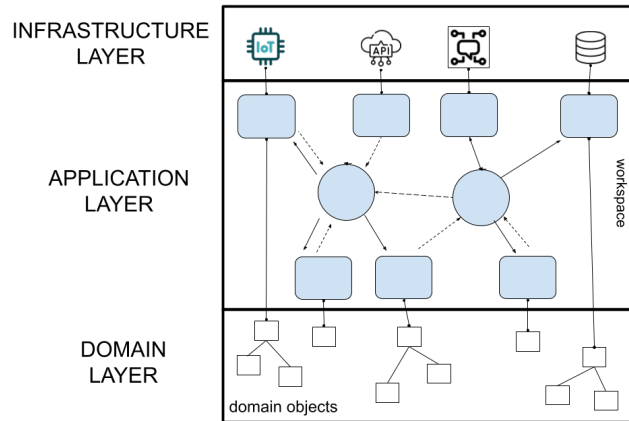 INFRASTRUCTURE
LAYER
IoT
API
APPLICATION
LAYER
workspace
DOMAIN
LAYER
domain objects